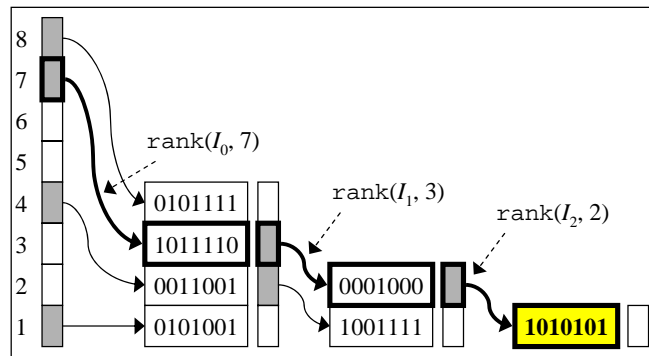 8
7
6
5
rank(I₀, 7)
rank(I₁, 3)
rank(I₂, 2)
4 0101111
3 1011110
2 0011001 0001000
1 0101001 1001111 1010101